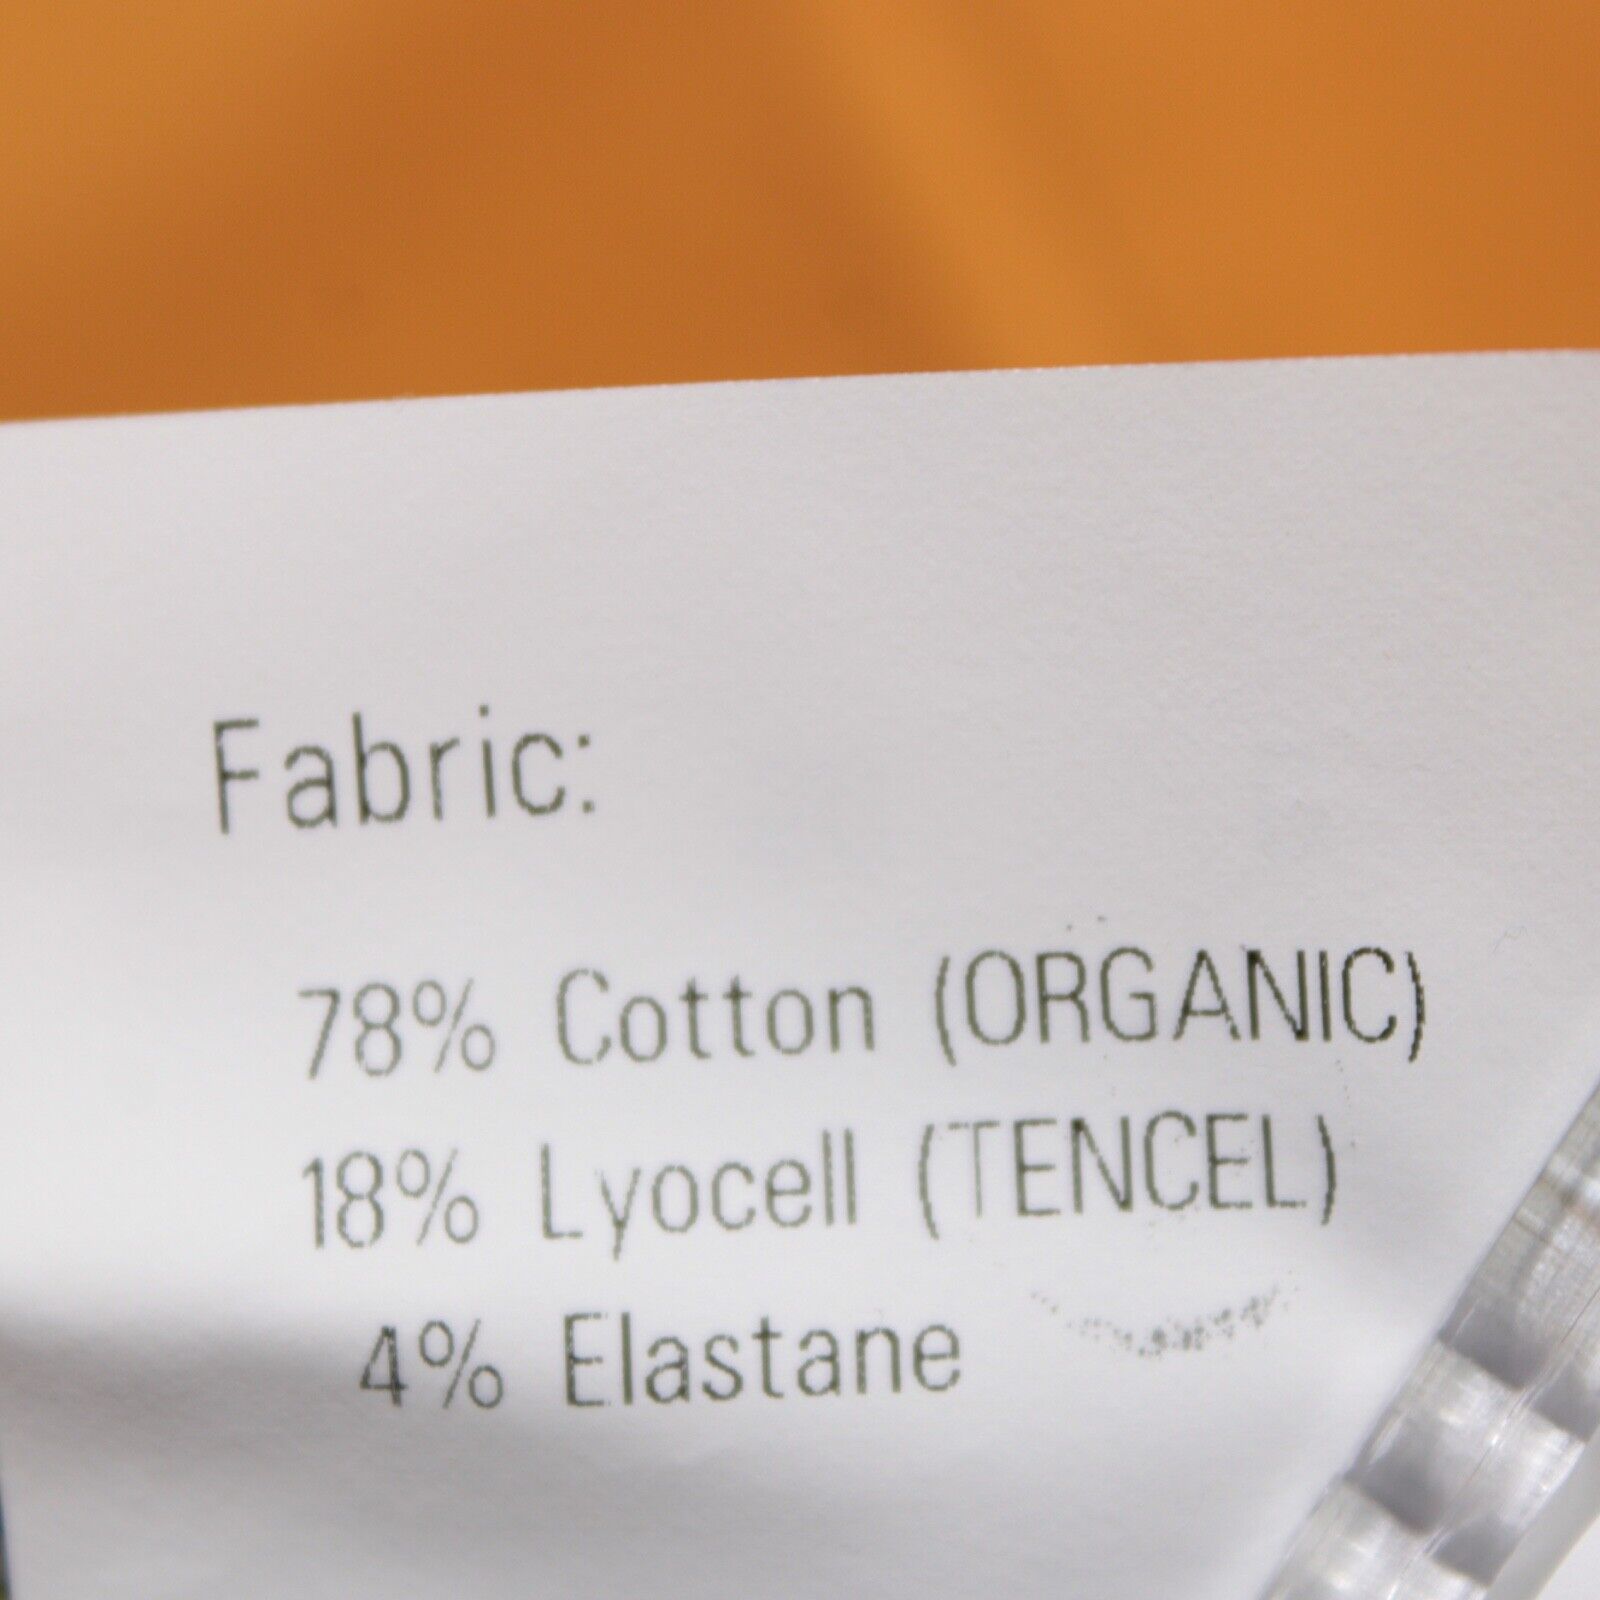 Fabric:
78% Cotton (ORGANIC)
18% Lyocell (TENCEL)
4% Elastane